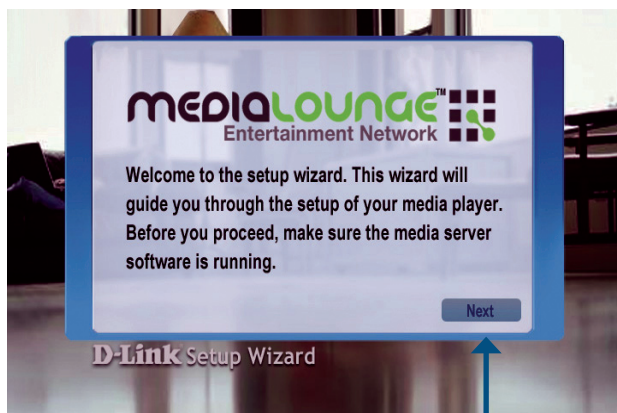 MEDIALOUNGE™
Entertainment Network
Welcome to the setup wizard. This wizard will
guide you through the setup of your media player.
Before you proceed, make sure the media server
software is running.
Next
D-Link Setup Wizard